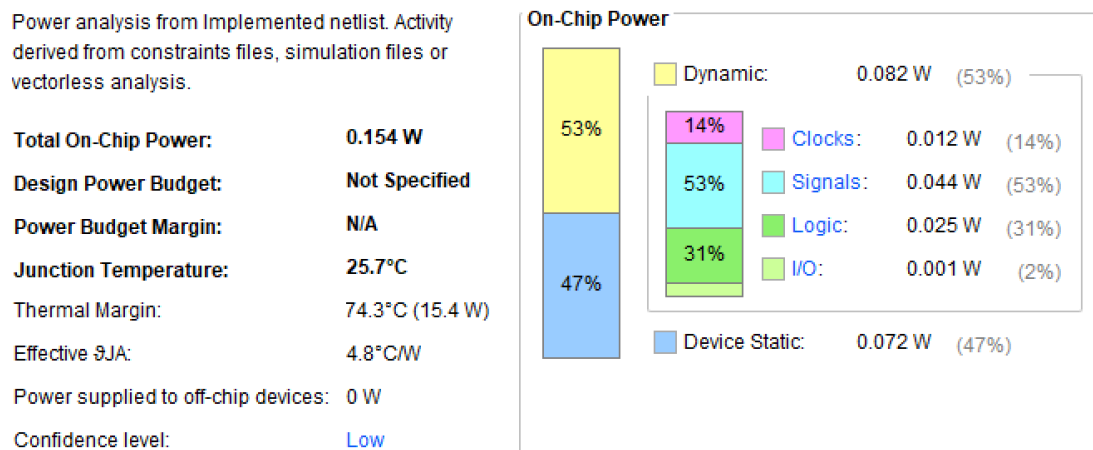 Power analysis from Implemented netlist. Activity
derived from constraints files, simulation files or
vectorless analysis.
Total On-Chip Power: 0.154 W
Design Power Budget: Not Specified
Power Budget Margin: N/A
Junction Temperature: 25.7°C
Thermal Margin: 74.3°C (15.4 W)
Effective ϑJA: 4.8°C/W
Power supplied to off-chip devices: 0 W
Confidence level: Low
On-Chip Power
53%
47%
Dynamic: 0.082 W (53%)
14%
53%
31%
Clocks: 0.012 W (14%)
Signals: 0.044 W (53%)
Logic: 0.025 W (31%)
I/O: 0.001 W (2%)
Device Static: 0.072 W (47%)